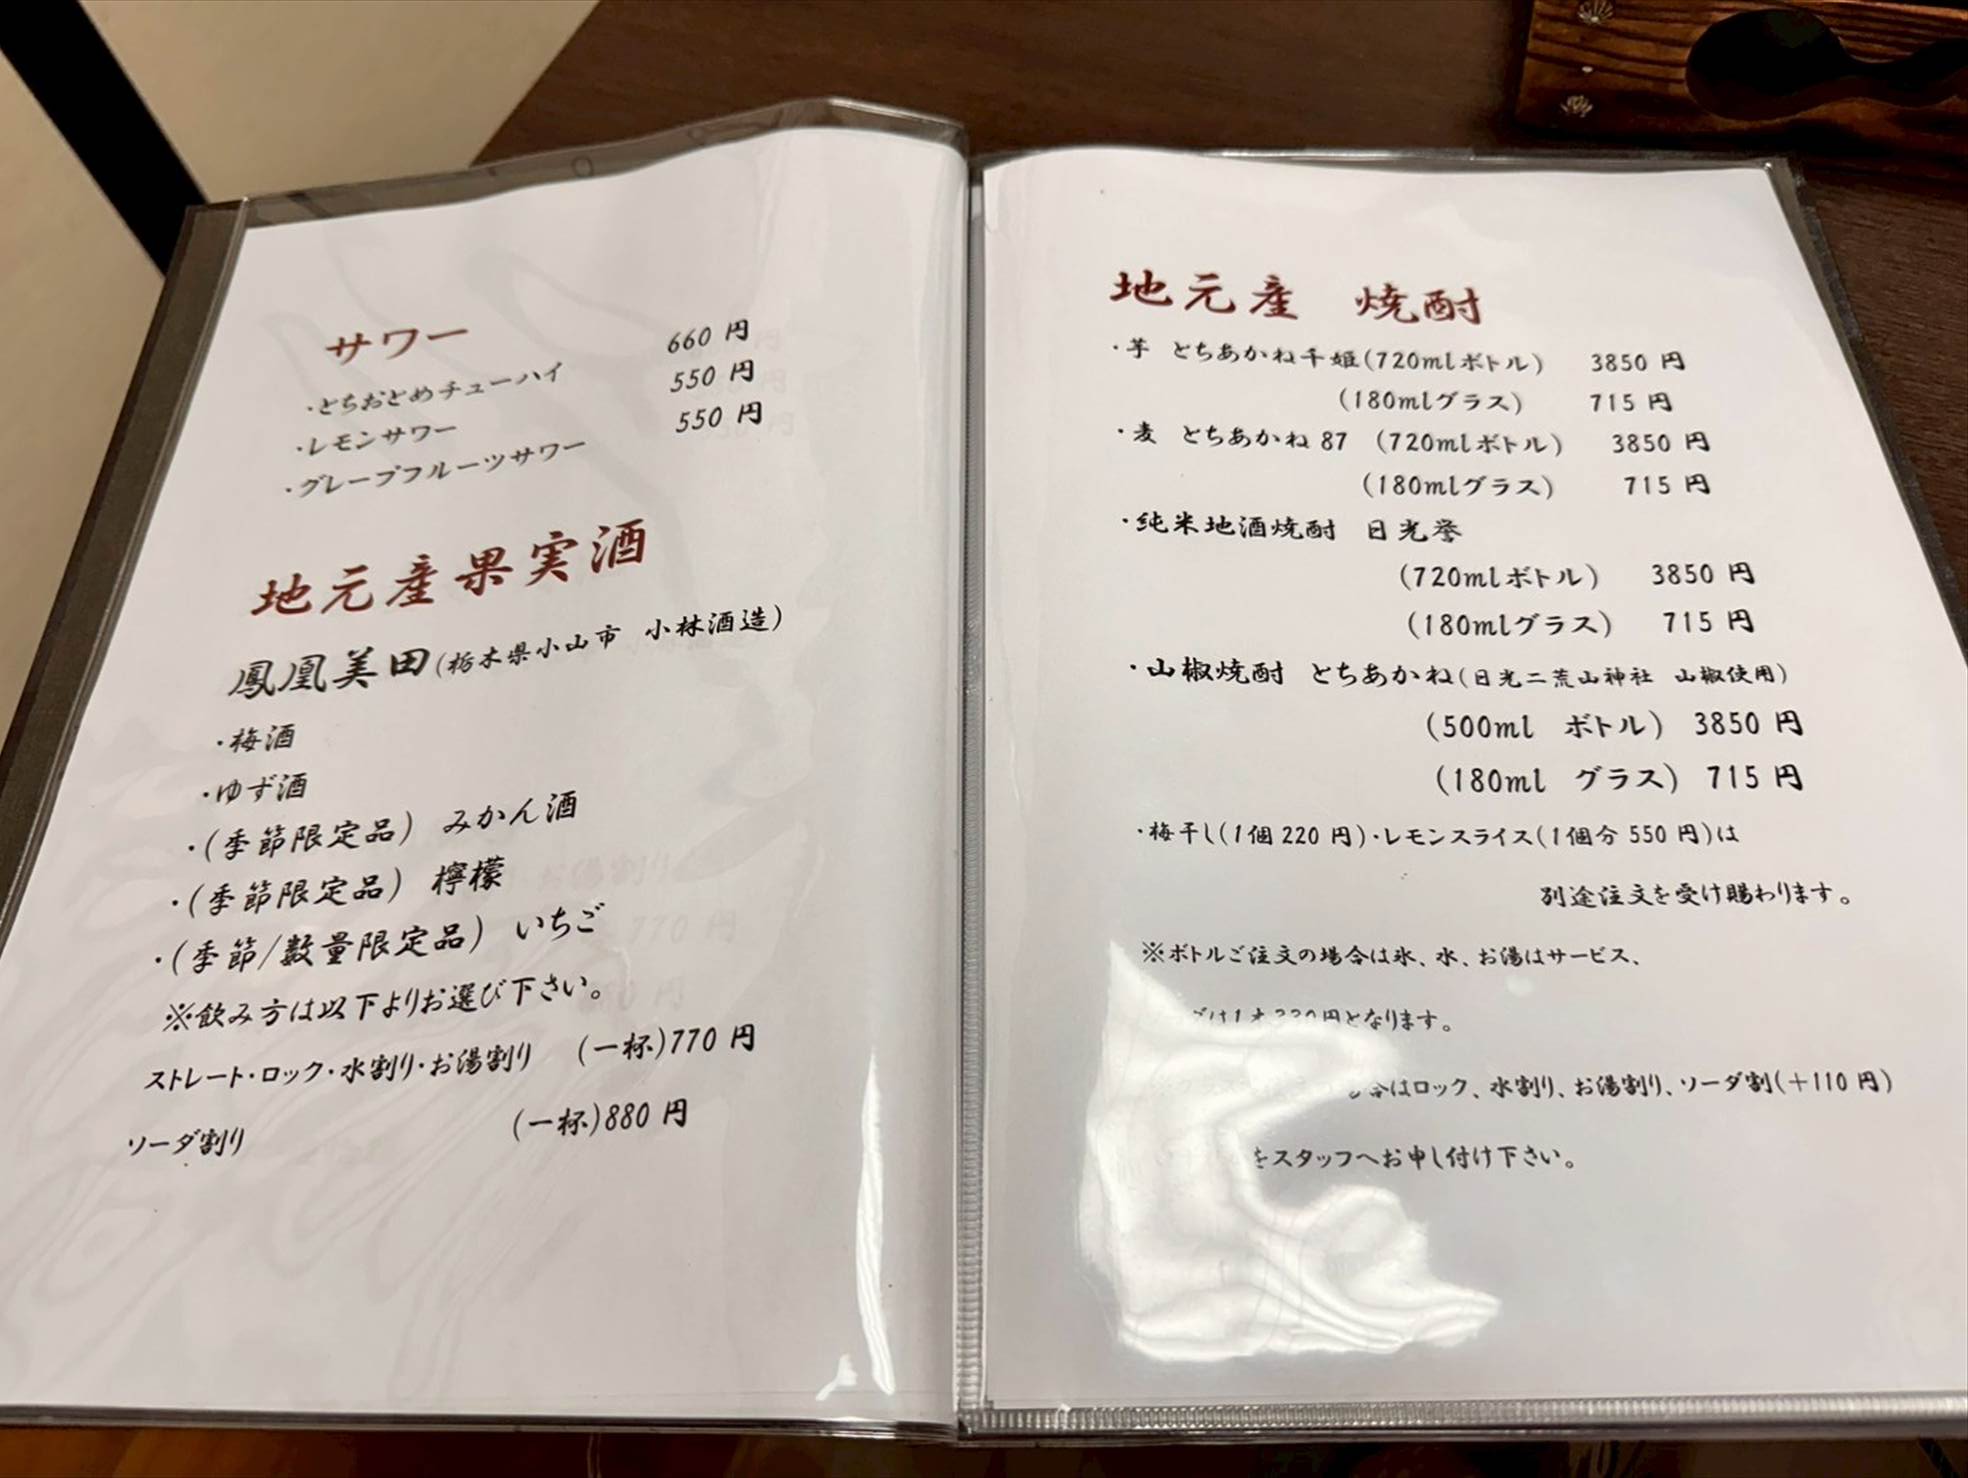 サワー
・とちおとめチューハイ 660 円
・レモンサワー 550 円
・グレープフルーツサワー 550 円
地元産果実酒
鳳凰美田(栃木県小山市 小林酒造)
・梅酒
・ゆず酒
・(季節限定品) みかん酒
・(季節限定品) 檸檬
・(季節/数量限定品) いちご
※飲み方は以下よりお選び下さい。
ストレート・ロック・水割り・お湯割り (一杯)770 円
ソーダ割り (一杯)880 円
地元産 焼酎
・芋 とちあかね千姫(720mlボトル) 3850 円
(180mlグラス) 715 円
・麦 とちあかね87 (720mlボトル) 3850 円
(180mlグラス) 715 円
・純米地酒焼酎 日光誉
(720mlボトル) 3850 円
(180mlグラス) 715 円
・山椒焼酎 とちあかね(日光二荒山神社 山椒使用)
(500ml ボトル) 3850 円
(180ml グラス) 715 円
・梅干し(1個220 円)・レモンスライス(1個分 550 円)は
別途注文を受け賜わります。
※ボトルご注文の場合は氷、水、お湯はサービス、
は1本330円となります。
合はロック、水割り、お湯割り、ソーダ割(+110 円)
をスタッフへお申し付け下さい。